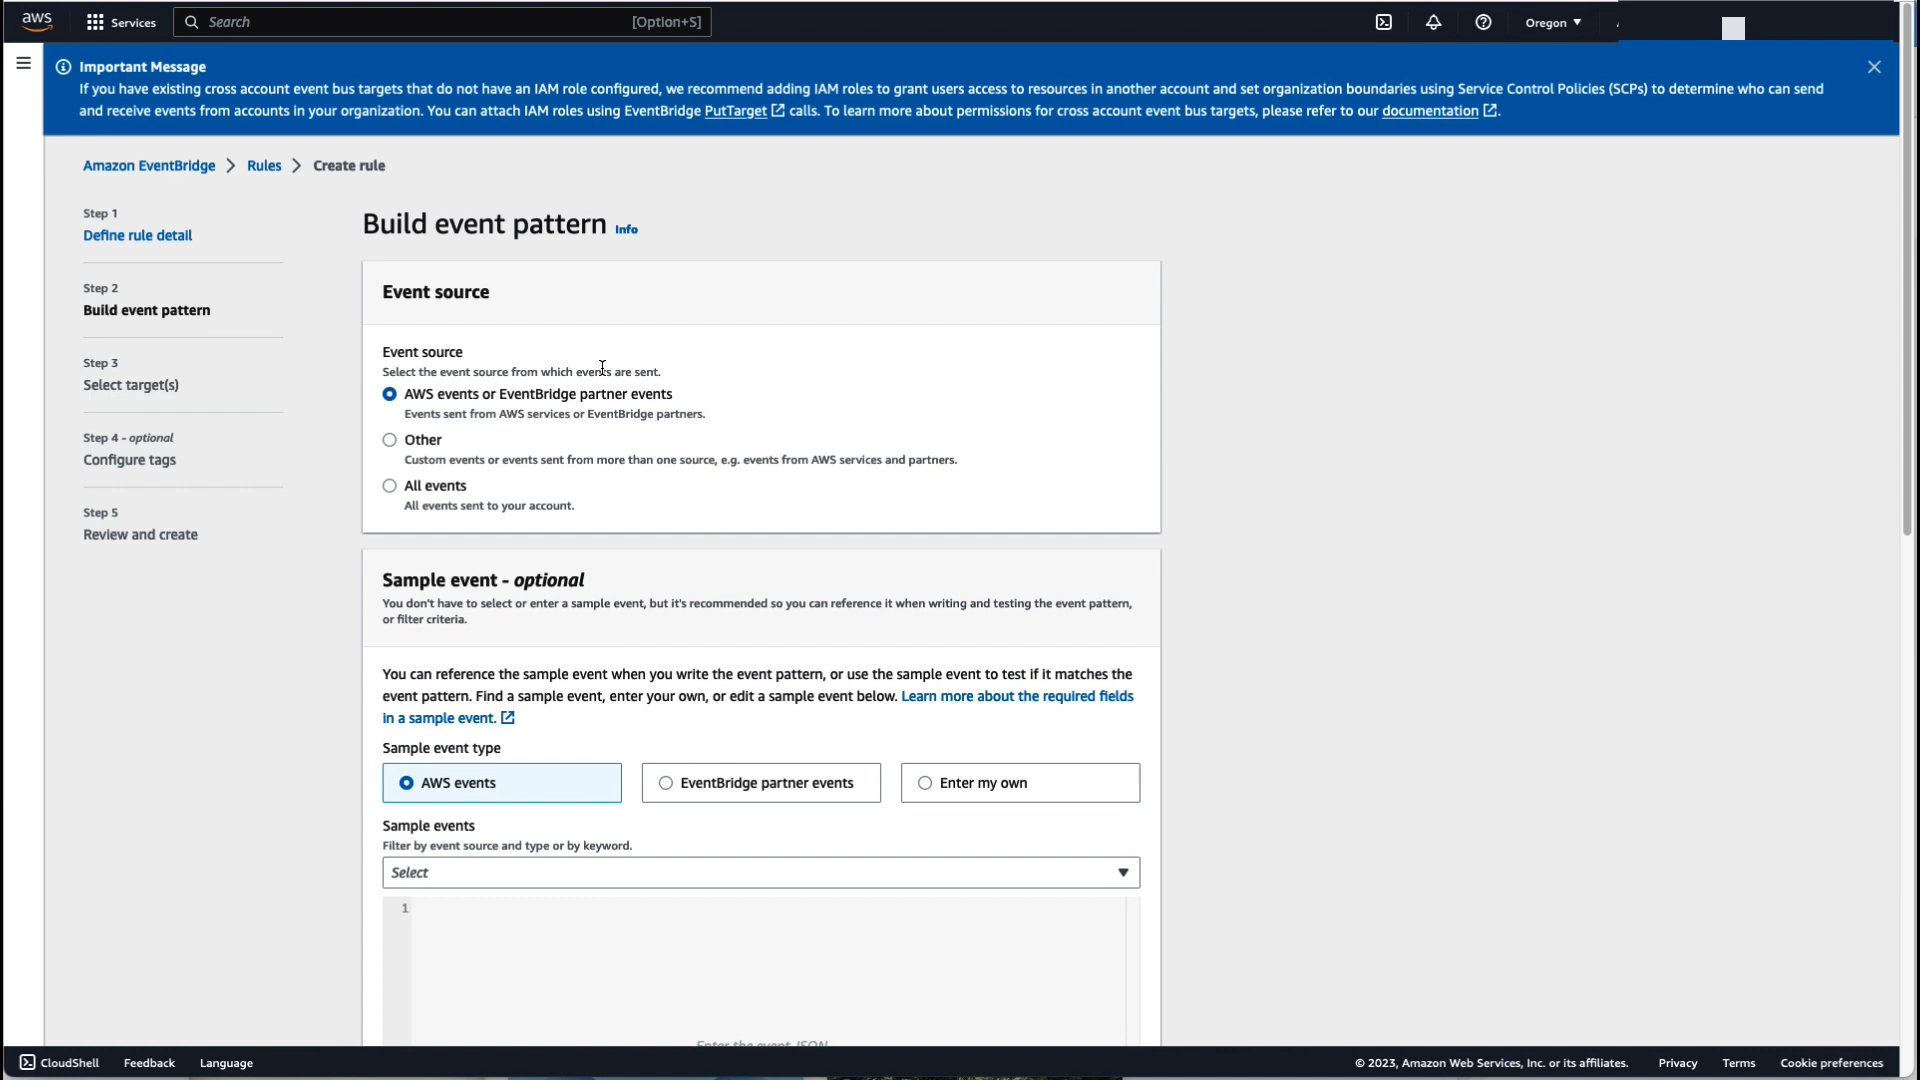 aws
Services
Search
[Option+S]
Oregon
Important Message
If you have existing cross account event bus targets that do not have an IAM role configured, we recommend adding IAM roles to grant users access to resources in another account and set organization boundaries using Service Control Policies (SCPs) to determine who can send
and receive events from accounts in your organization. You can attach IAM roles using EventBridge PutTarget calls. To learn more about permissions for cross account event bus targets, please refer to our documentation .
Amazon EventBridge
Rules
Create rule
Step 1
Define rule detail
Step 2
Build event pattern
Step 3
Select target(s)
Step 4 - optional
Configure tags
Step 5
Review and create
Build event pattern Info
Event source
Event source
Select the event source from which events are sent.
AWS events or EventBridge partner events
Events sent from AWS services or EventBridge partners.
Other
Custom events or events sent from more than one source, e.g. events from AWS services and partners.
All events
All events sent to your account.
Sample event - optional
You don't have to select or enter a sample event, but it's recommended so you can reference it when writing and testing the event pattern,
or filter criteria.
You can reference the sample event when you write the event pattern, or use the sample event to test if it matches the
event pattern. Find a sample event, enter your own, or edit a sample event below. Learn more about the required fields
in a sample event.
Sample event type
AWS events
EventBridge partner events
Enter my own
Sample events
Filter by event source and type or by keyword.
Select
1
Enter the event JSON
CloudShell
Feedback
Language
© 2023, Amazon Web Services, Inc. or its affiliates.
Privacy
Terms
Cookie preferences